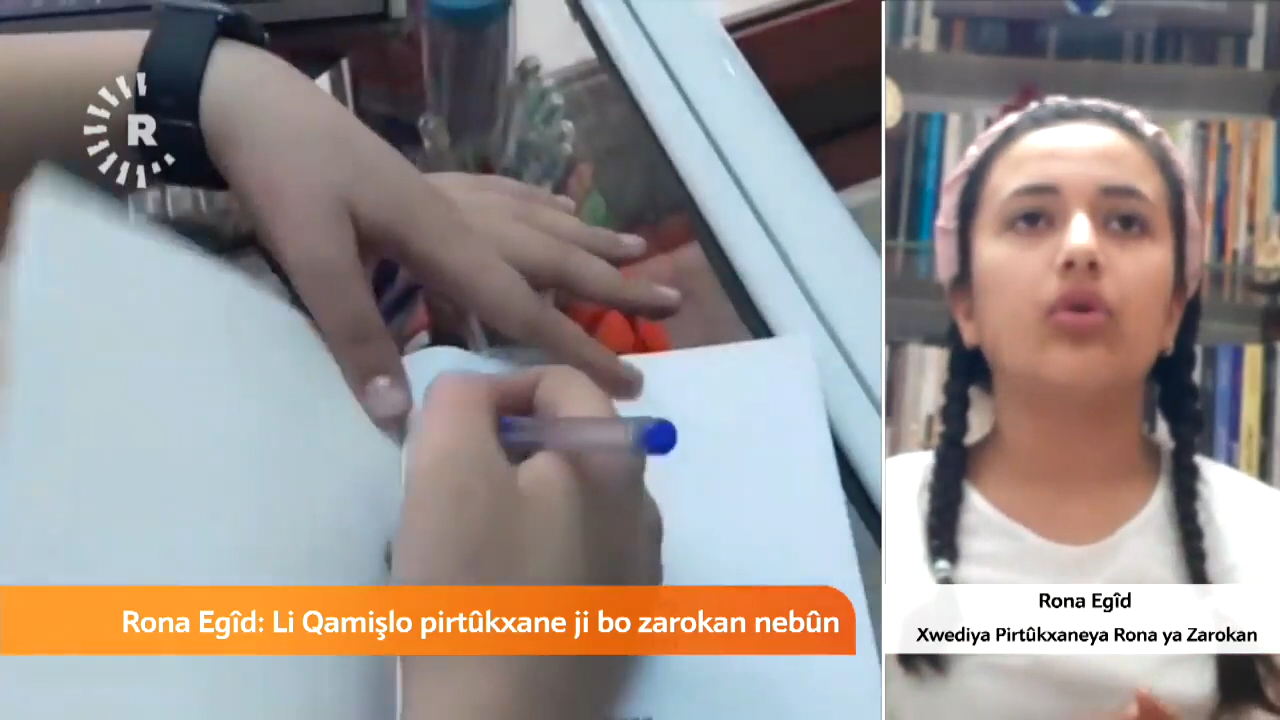 R
Rona Egîd: Li Qamişlo pirtûkxane ji bo zarokan nebûn
Rona Egîd
Xwediya Pirtûkxaneya Rona ya Zarokan